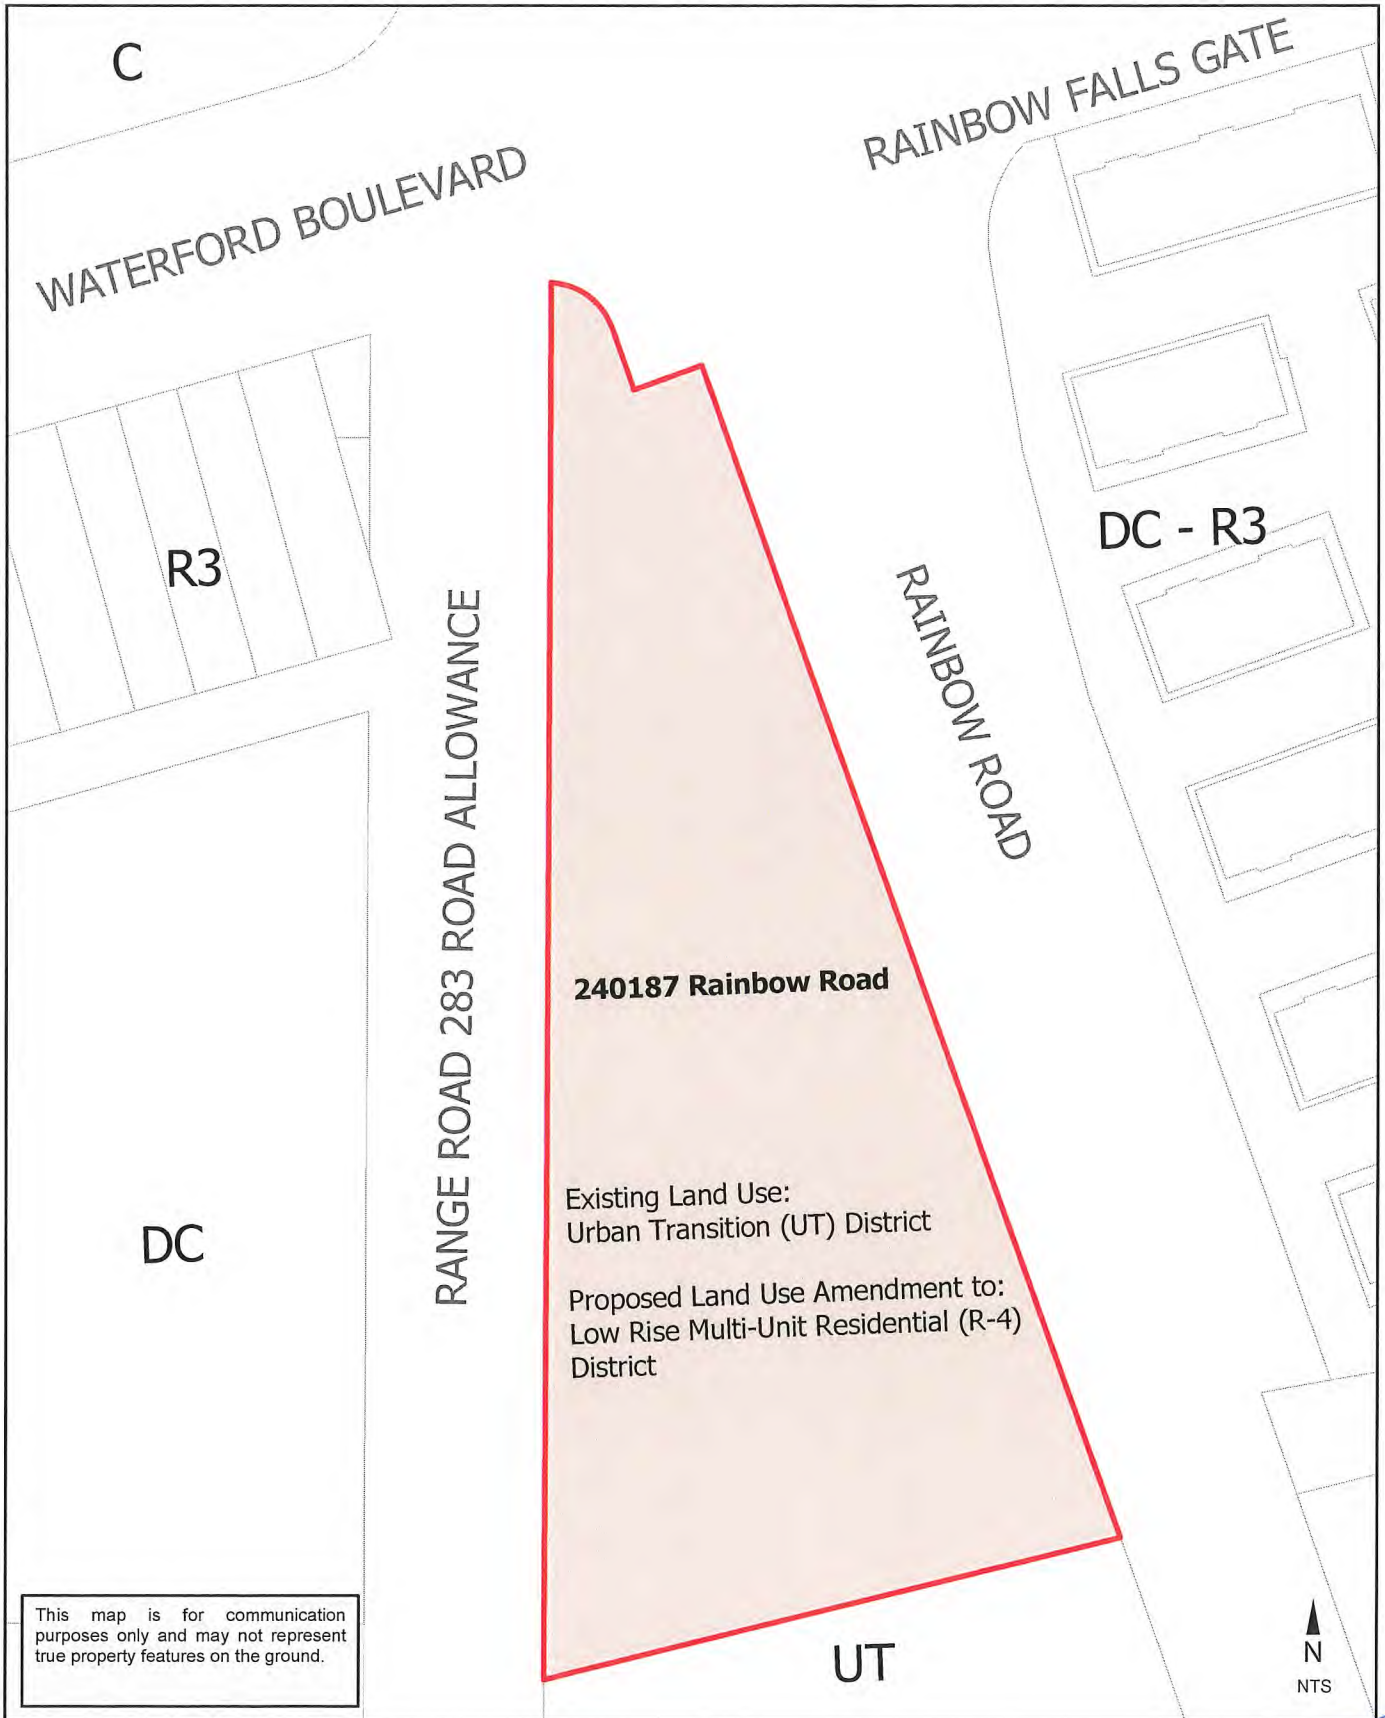 C
RAINBOW FALLS GATE
WATERFORD BOULEVARD
R3
DC - R3
RANGE ROAD 283 ROAD ALLOWANCE
RAINBOW ROAD
240187 Rainbow Road
Existing Land Use:
Urban Transition (UT) District
DC
Proposed Land Use Amendment to:
Low Rise Multi-Unit Residential (R-4)
District
This map is for communication
purposes only and may not represent
true property features on the ground.
UT
N
NTS